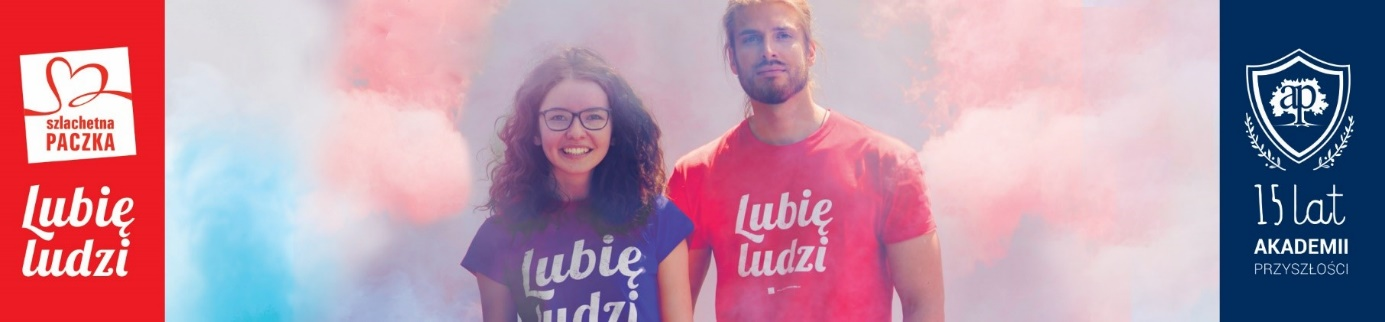 szlachetna
PACZKA
Lubię
ludzi
Lubię
ludzi
Lubię
ludzi
ap
15 lat
AKADEMII
PRZYSZŁOŚCI